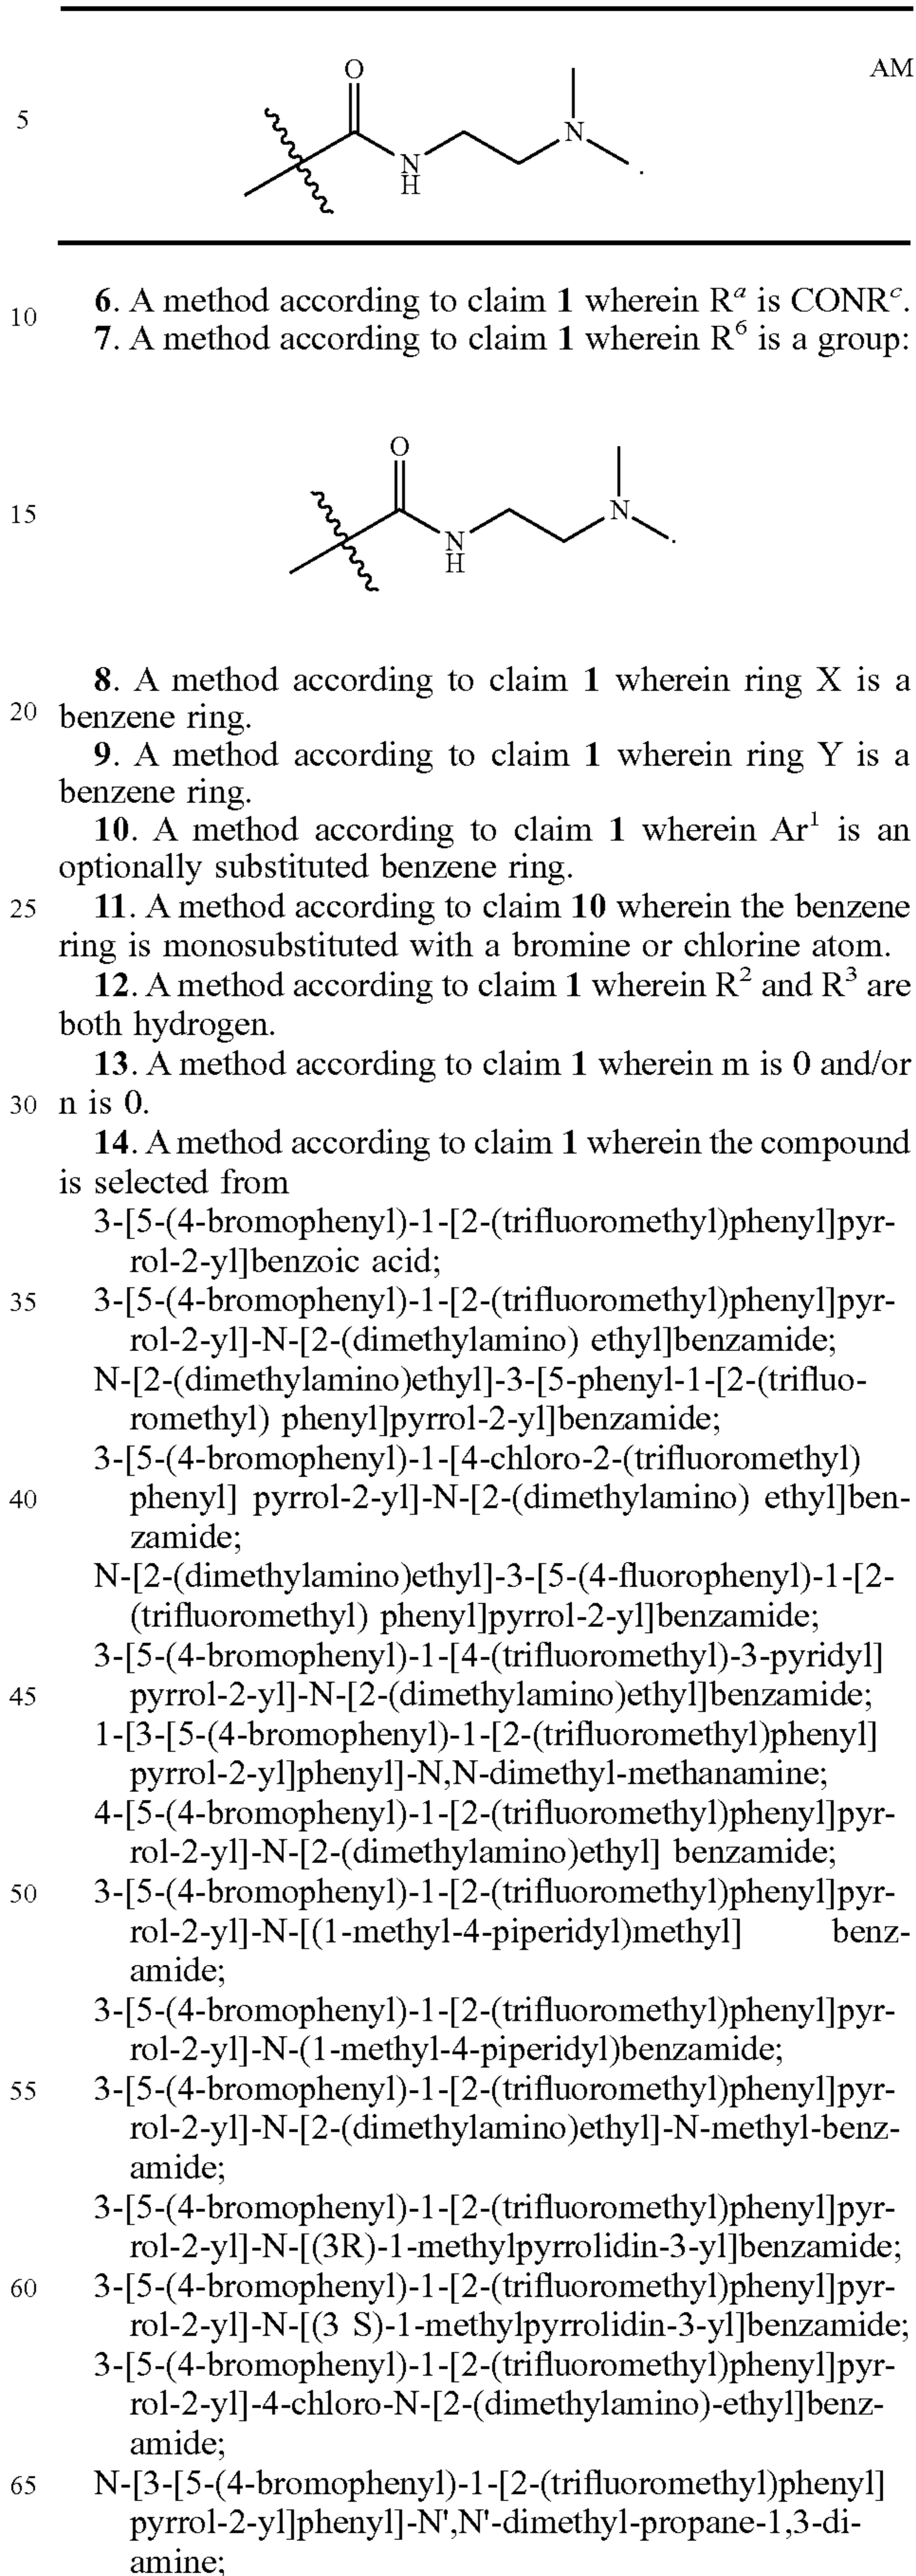 AM
5
O
N
H
N
.
10
6. A method according to claim 1 wherein Rᵃ is CONRᶜ.
7. A method according to claim 1 wherein R⁶ is a group:
15
O
N
H
N
.
8. A method according to claim 1 wherein ring X is a
20
benzene ring.
9. A method according to claim 1 wherein ring Y is a
benzene ring.
10. A method according to claim 1 wherein Ar¹ is an
optionally substituted benzene ring.
25
11. A method according to claim 10 wherein the benzene
ring is monosubstituted with a bromine or chlorine atom.
12. A method according to claim 1 wherein R² and R³ are
both hydrogen.
13. A method according to claim 1 wherein m is 0 and/or
30
n is 0.
14. A method according to claim 1 wherein the compound
is selected from
3-[5-(4-bromophenyl)-1-[2-(trifluoromethyl)phenyl]pyr-
rol-2-yl]benzoic acid;
35
3-[5-(4-bromophenyl)-1-[2-(trifluoromethyl)phenyl]pyr-
rol-2-yl]-N-[2-(dimethylamino) ethyl]benzamide;
N-[2-(dimethylamino)ethyl]-3-[5-phenyl-1-[2-(trifluo-
romethyl) phenyl]pyrrol-2-yl]benzamide;
3-[5-(4-bromophenyl)-1-[4-chloro-2-(trifluoromethyl)
40
phenyl] pyrrol-2-yl]-N-[2-(dimethylamino) ethyl]ben-
zamide;
N-[2-(dimethylamino)ethyl]-3-[5-(4-fluorophenyl)-1-[2-
(trifluoromethyl) phenyl]pyrrol-2-yl]benzamide;
3-[5-(4-bromophenyl)-1-[4-(trifluoromethyl)-3-pyridyl]
45
pyrrol-2-yl]-N-[2-(dimethylamino)ethyl]benzamide;
1-[3-[5-(4-bromophenyl)-1-[2-(trifluoromethyl)phenyl]
pyrrol-2-yl]phenyl]-N,N-dimethyl-methanamine;
4-[5-(4-bromophenyl)-1-[2-(trifluoromethyl)phenyl]pyr-
rol-2-yl]-N-[2-(dimethylamino)ethyl] benzamide;
50
3-[5-(4-bromophenyl)-1-[2-(trifluoromethyl)phenyl]pyr-
rol-2-yl]-N-[(1-methyl-4-piperidyl)methyl] benz-
amide;
3-[5-(4-bromophenyl)-1-[2-(trifluoromethyl)phenyl]pyr-
rol-2-yl]-N-(1-methyl-4-piperidyl)benzamide;
55
3-[5-(4-bromophenyl)-1-[2-(trifluoromethyl)phenyl]pyr-
rol-2-yl]-N-[2-(dimethylamino)ethyl]-N-methyl-benz-
amide;
3-[5-(4-bromophenyl)-1-[2-(trifluoromethyl)phenyl]pyr-
rol-2-yl]-N-[(3R)-1-methylpyrrolidin-3-yl]benzamide;
60
3-[5-(4-bromophenyl)-1-[2-(trifluoromethyl)phenyl]pyr-
rol-2-yl]-N-[(3 S)-1-methylpyrrolidin-3-yl]benzamide;
3-[5-(4-bromophenyl)-1-[2-(trifluoromethyl)phenyl]pyr-
rol-2-yl]-4-chloro-N-[2-(dimethylamino)-ethyl]benz-
amide;
65
N-[3-[5-(4-bromophenyl)-1-[2-(trifluoromethyl)phenyl]
pyrrol-2-yl]phenyl]-N',N'-dimethyl-propane-1,3-di-
amine;